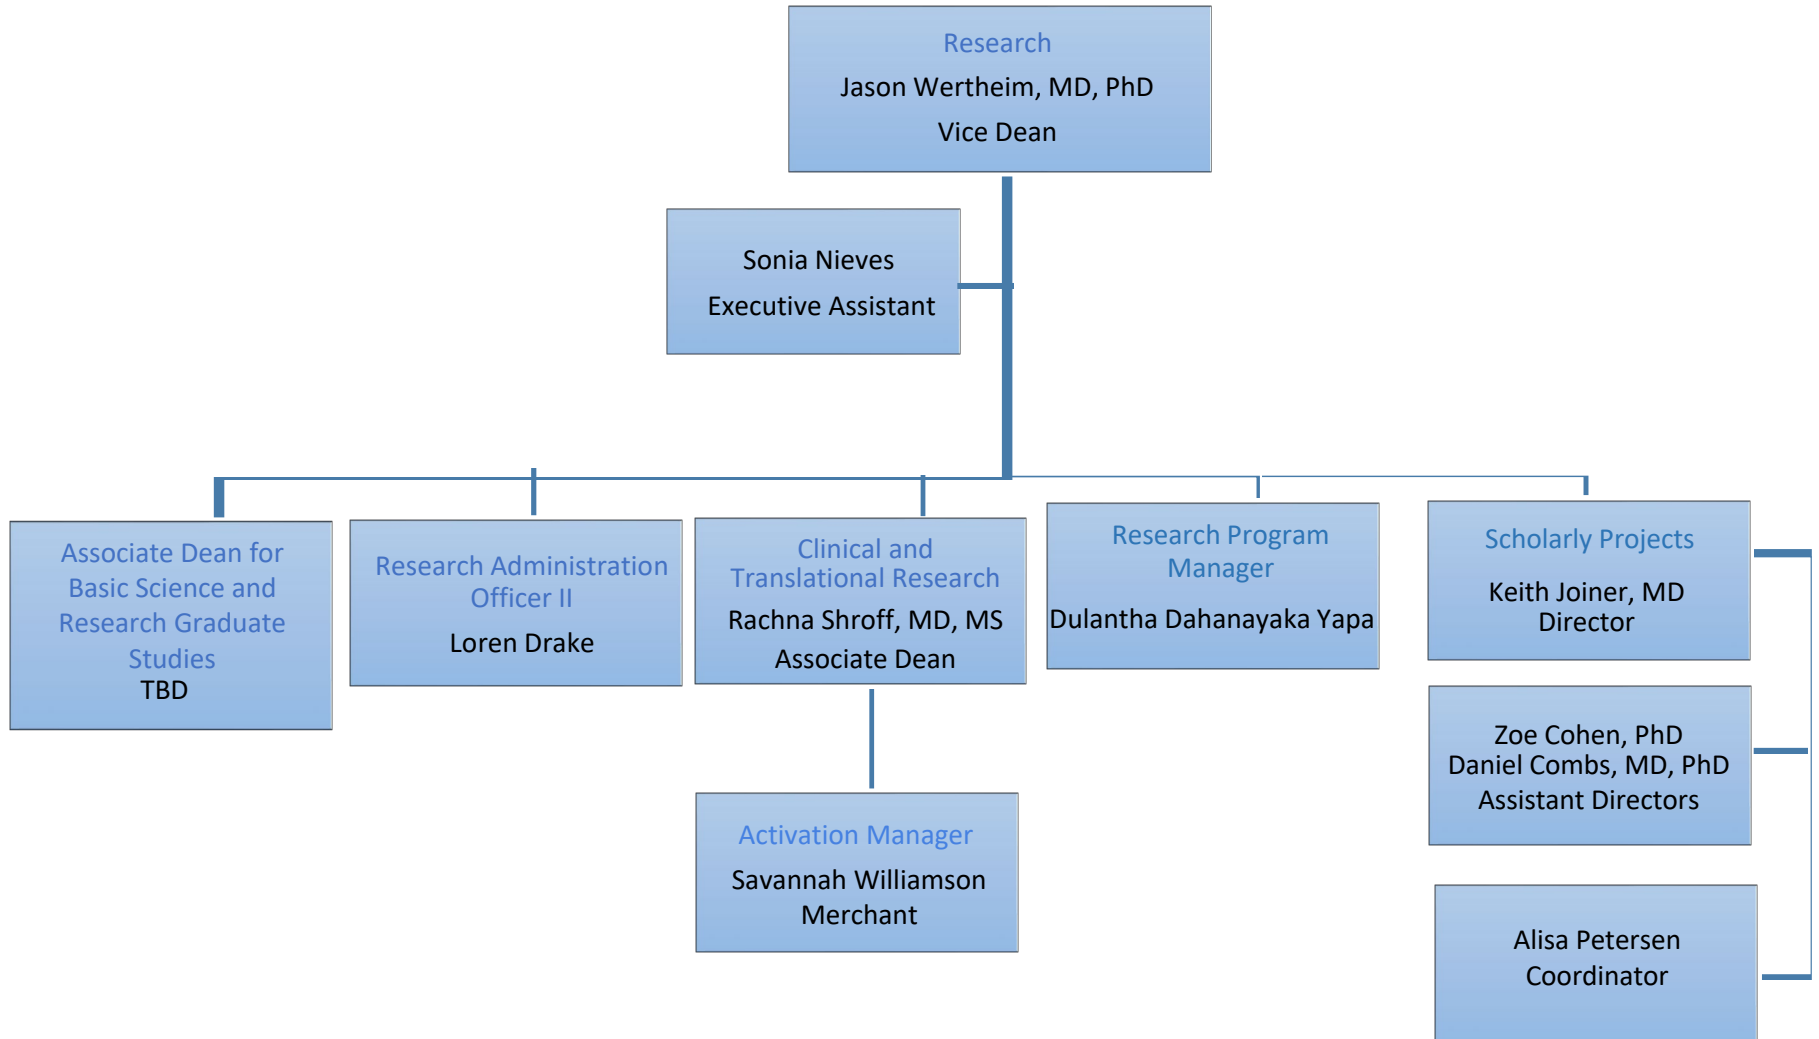 Research
Jason Wertheim, MD, PhD
Vice Dean
Sonia Nieves
Executive Assistant
Associate Dean for
Basic Science and
Research Graduate
Studies
TBD
Research Administration
Officer II
Loren Drake
Clinical and
Translational Research
Rachna Shroff, MD, MS
Associate Dean
Research Program
Manager
Dulantha Dahanayaka Yapa
Scholarly Projects
Keith Joiner, MD
Director
Zoe Cohen, PhD
Daniel Combs, MD, PhD
Assistant Directors
Activation Manager
Savannah Williamson
Merchant
Alisa Petersen
Coordinator